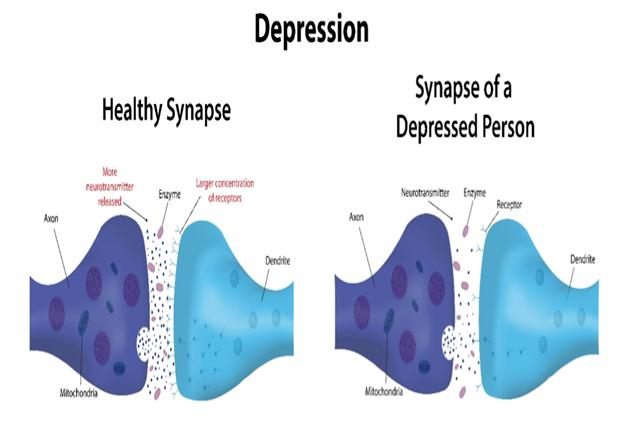 Depression
Healthy Synapse
More
neurotransmitter
released
Enzyme
Larger concentration
of receptors
Axon
Dendrite
Mitochondria
Synapse of a
Depressed Person
Neurotransmitter
Enzyme
Receptor
Axon
Dendrite
Mitochondria